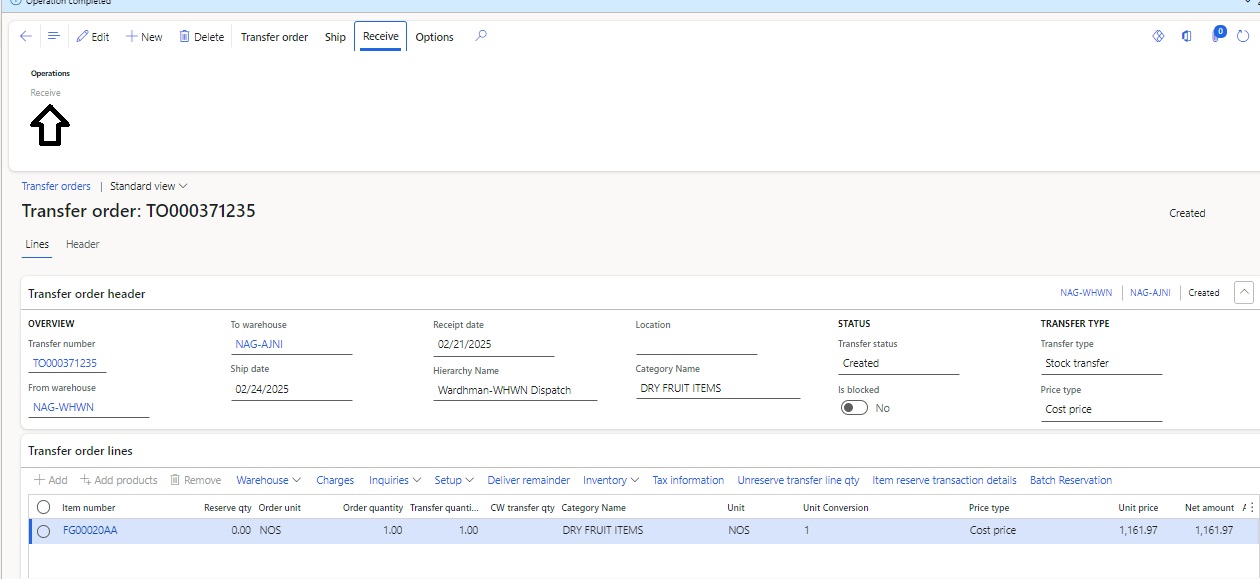 Operation completed
Edit New Delete Transfer order Ship Receive Options 0
Operations
Receive
Transfer orders | Standard view
Transfer order: TO000371235 Created
Lines Header
Transfer order header NAG-WHWN NAG-AJNI Created
OVERVIEW To warehouse Receipt date Location STATUS TRANSFER TYPE
Transfer number NAG-AJNI 02/21/2025 Transfer status Transfer type
TO000371235 Ship date Hierarchy Name Category Name Created Stock transfer
From warehouse 02/24/2025 Wardhman-WHWN Dispatch DRY FRUIT ITEMS Is blocked Price type
NAG-WHWN No Cost price
Transfer order lines
Add Add products Remove Warehouse Charges Inquiries Setup Deliver remainder Inventory Tax information Unreserve transfer line qty Item reserve transaction details Batch Reservation
Item number Reserve qty Order unit Order quantity Transfer quanti... CW transfer qty Category Name Unit Unit Conversion Price type Unit price Net amount
FG00020AA 0.00 NOS 1.00 1.00 DRY FRUIT ITEMS NOS 1 Cost price 1,161.97 1,161.97